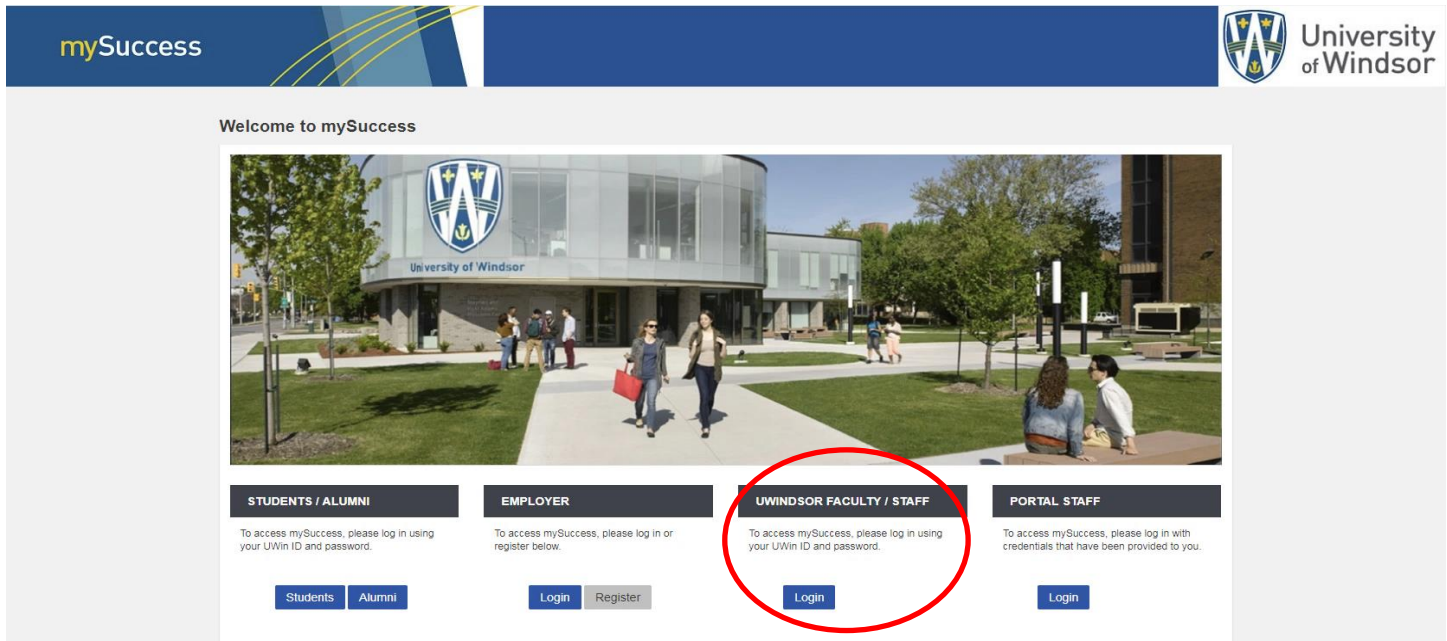 mySuccess
University
of Windsor
Welcome to mySuccess
University of Windsor
STUDENTS / ALUMNI
To access mySuccess, please log in using
your UWin ID and password.
Students Alumni
EMPLOYER
To access mySuccess, please log in or
register below.
Login Register
UWINDSOR FACULTY / STAFF
To access mySuccess, please log in using
your UWin ID and password.
Login
PORTAL STAFF
To access mySuccess, please log in with
credentials that have been provided to you.
Login